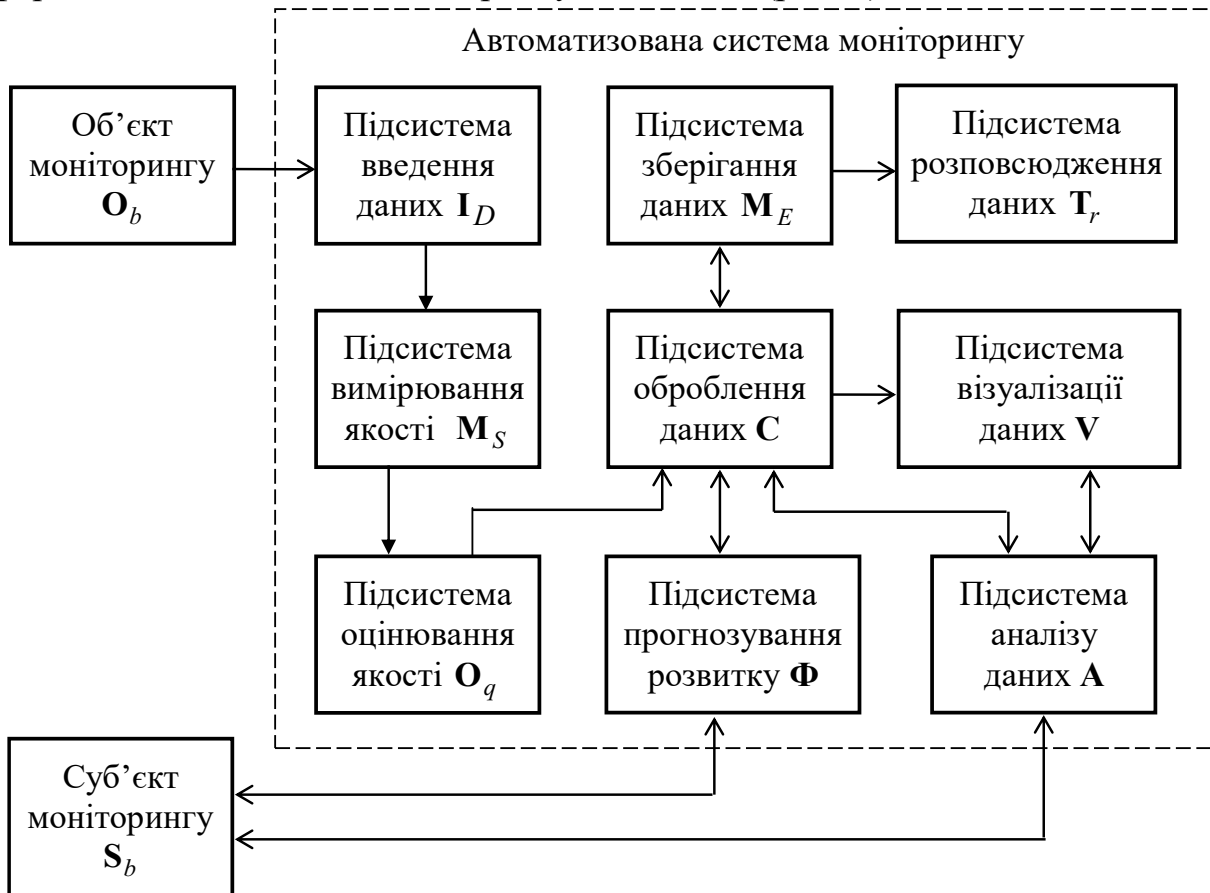 Автоматизована система моніторингу
Об’єкт
моніторингу
O_b
Підсистема
введення
даних I_D
Підсистема
зберігання
даних M_E
Підсистема
розповсюдження
даних T_r
Підсистема
вимірювання
якості M_S
Підсистема
оброблення
даних C
Підсистема
візуалізації
даних V
Підсистема
оцінювання
якості O_q
Підсистема
прогнозування
розвитку Ф
Підсистема
аналізу
даних A
Суб’єкт
моніторингу
S_b